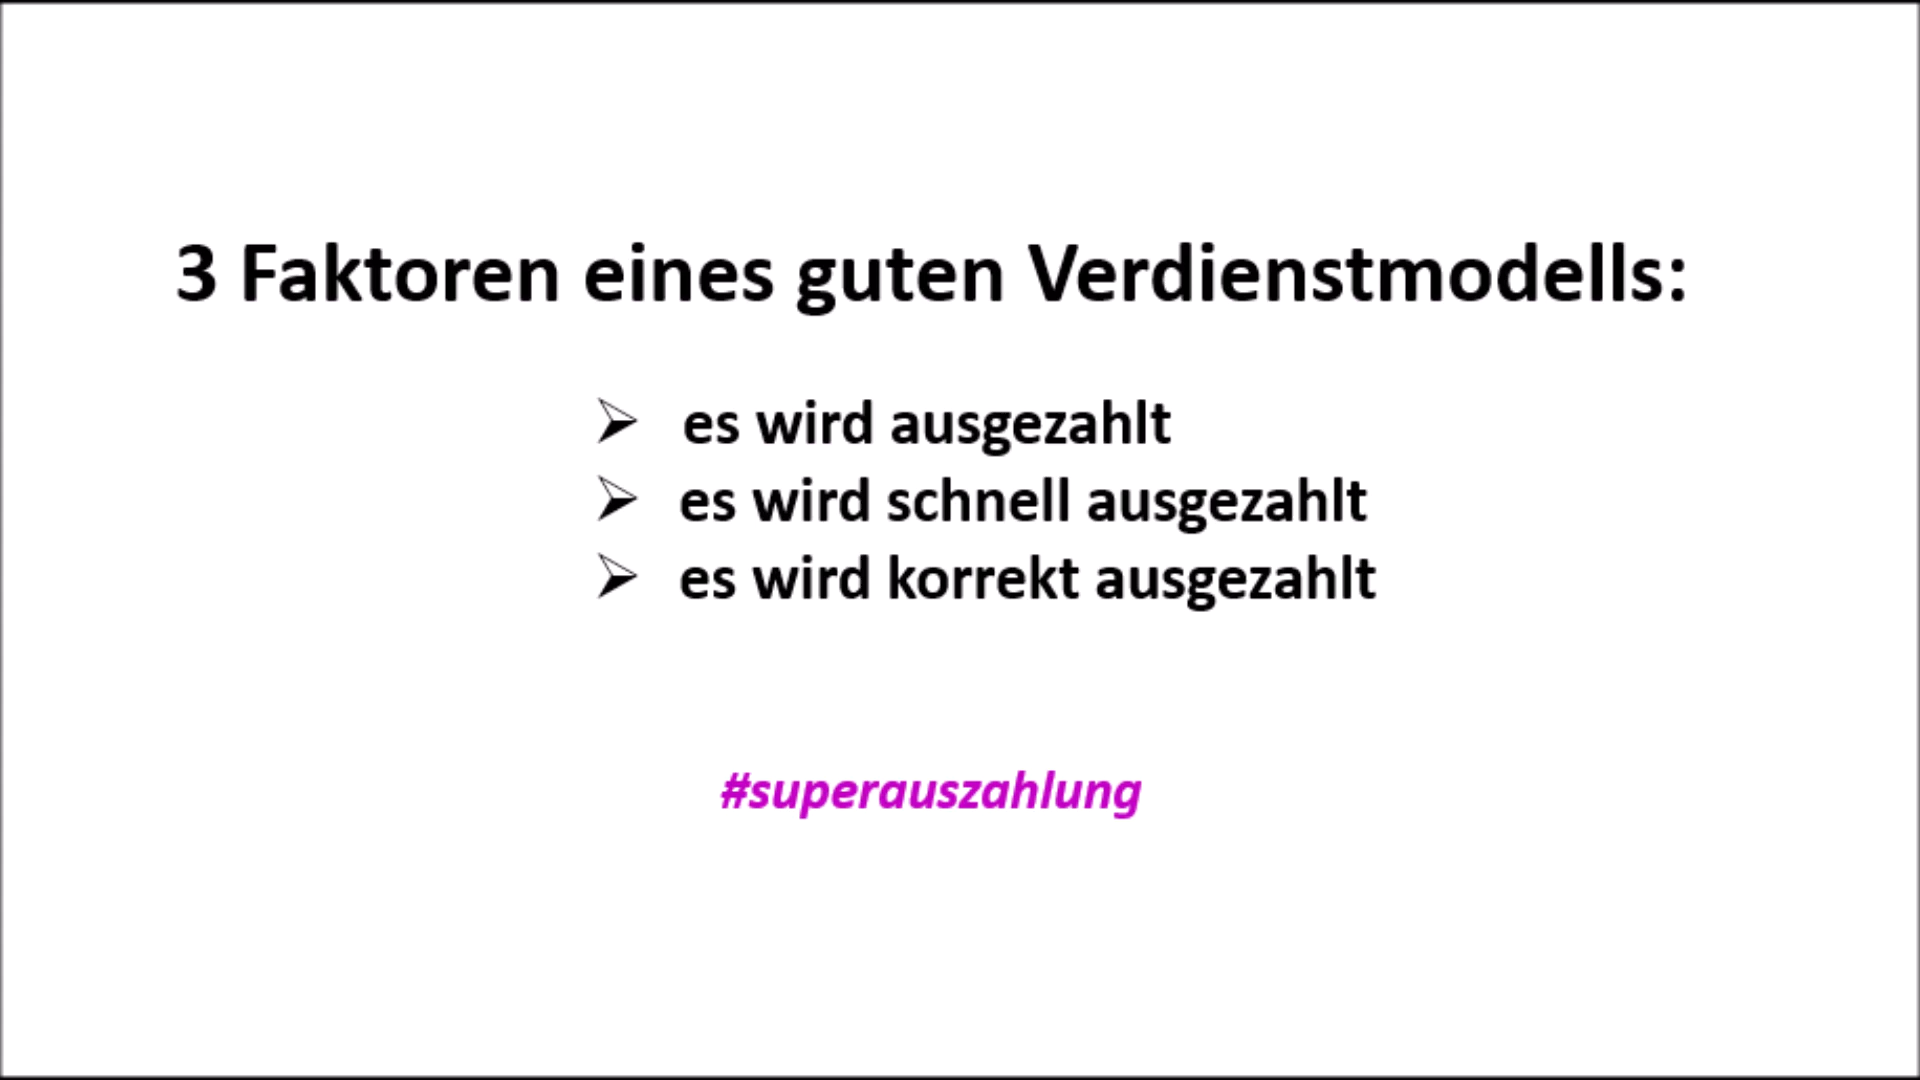 3 Faktoren eines guten Verdienstmodells:
➢ es wird ausgezahlt
➢ es wird schnell ausgezahlt
➢ es wird korrekt ausgezahlt
#superauszahlung